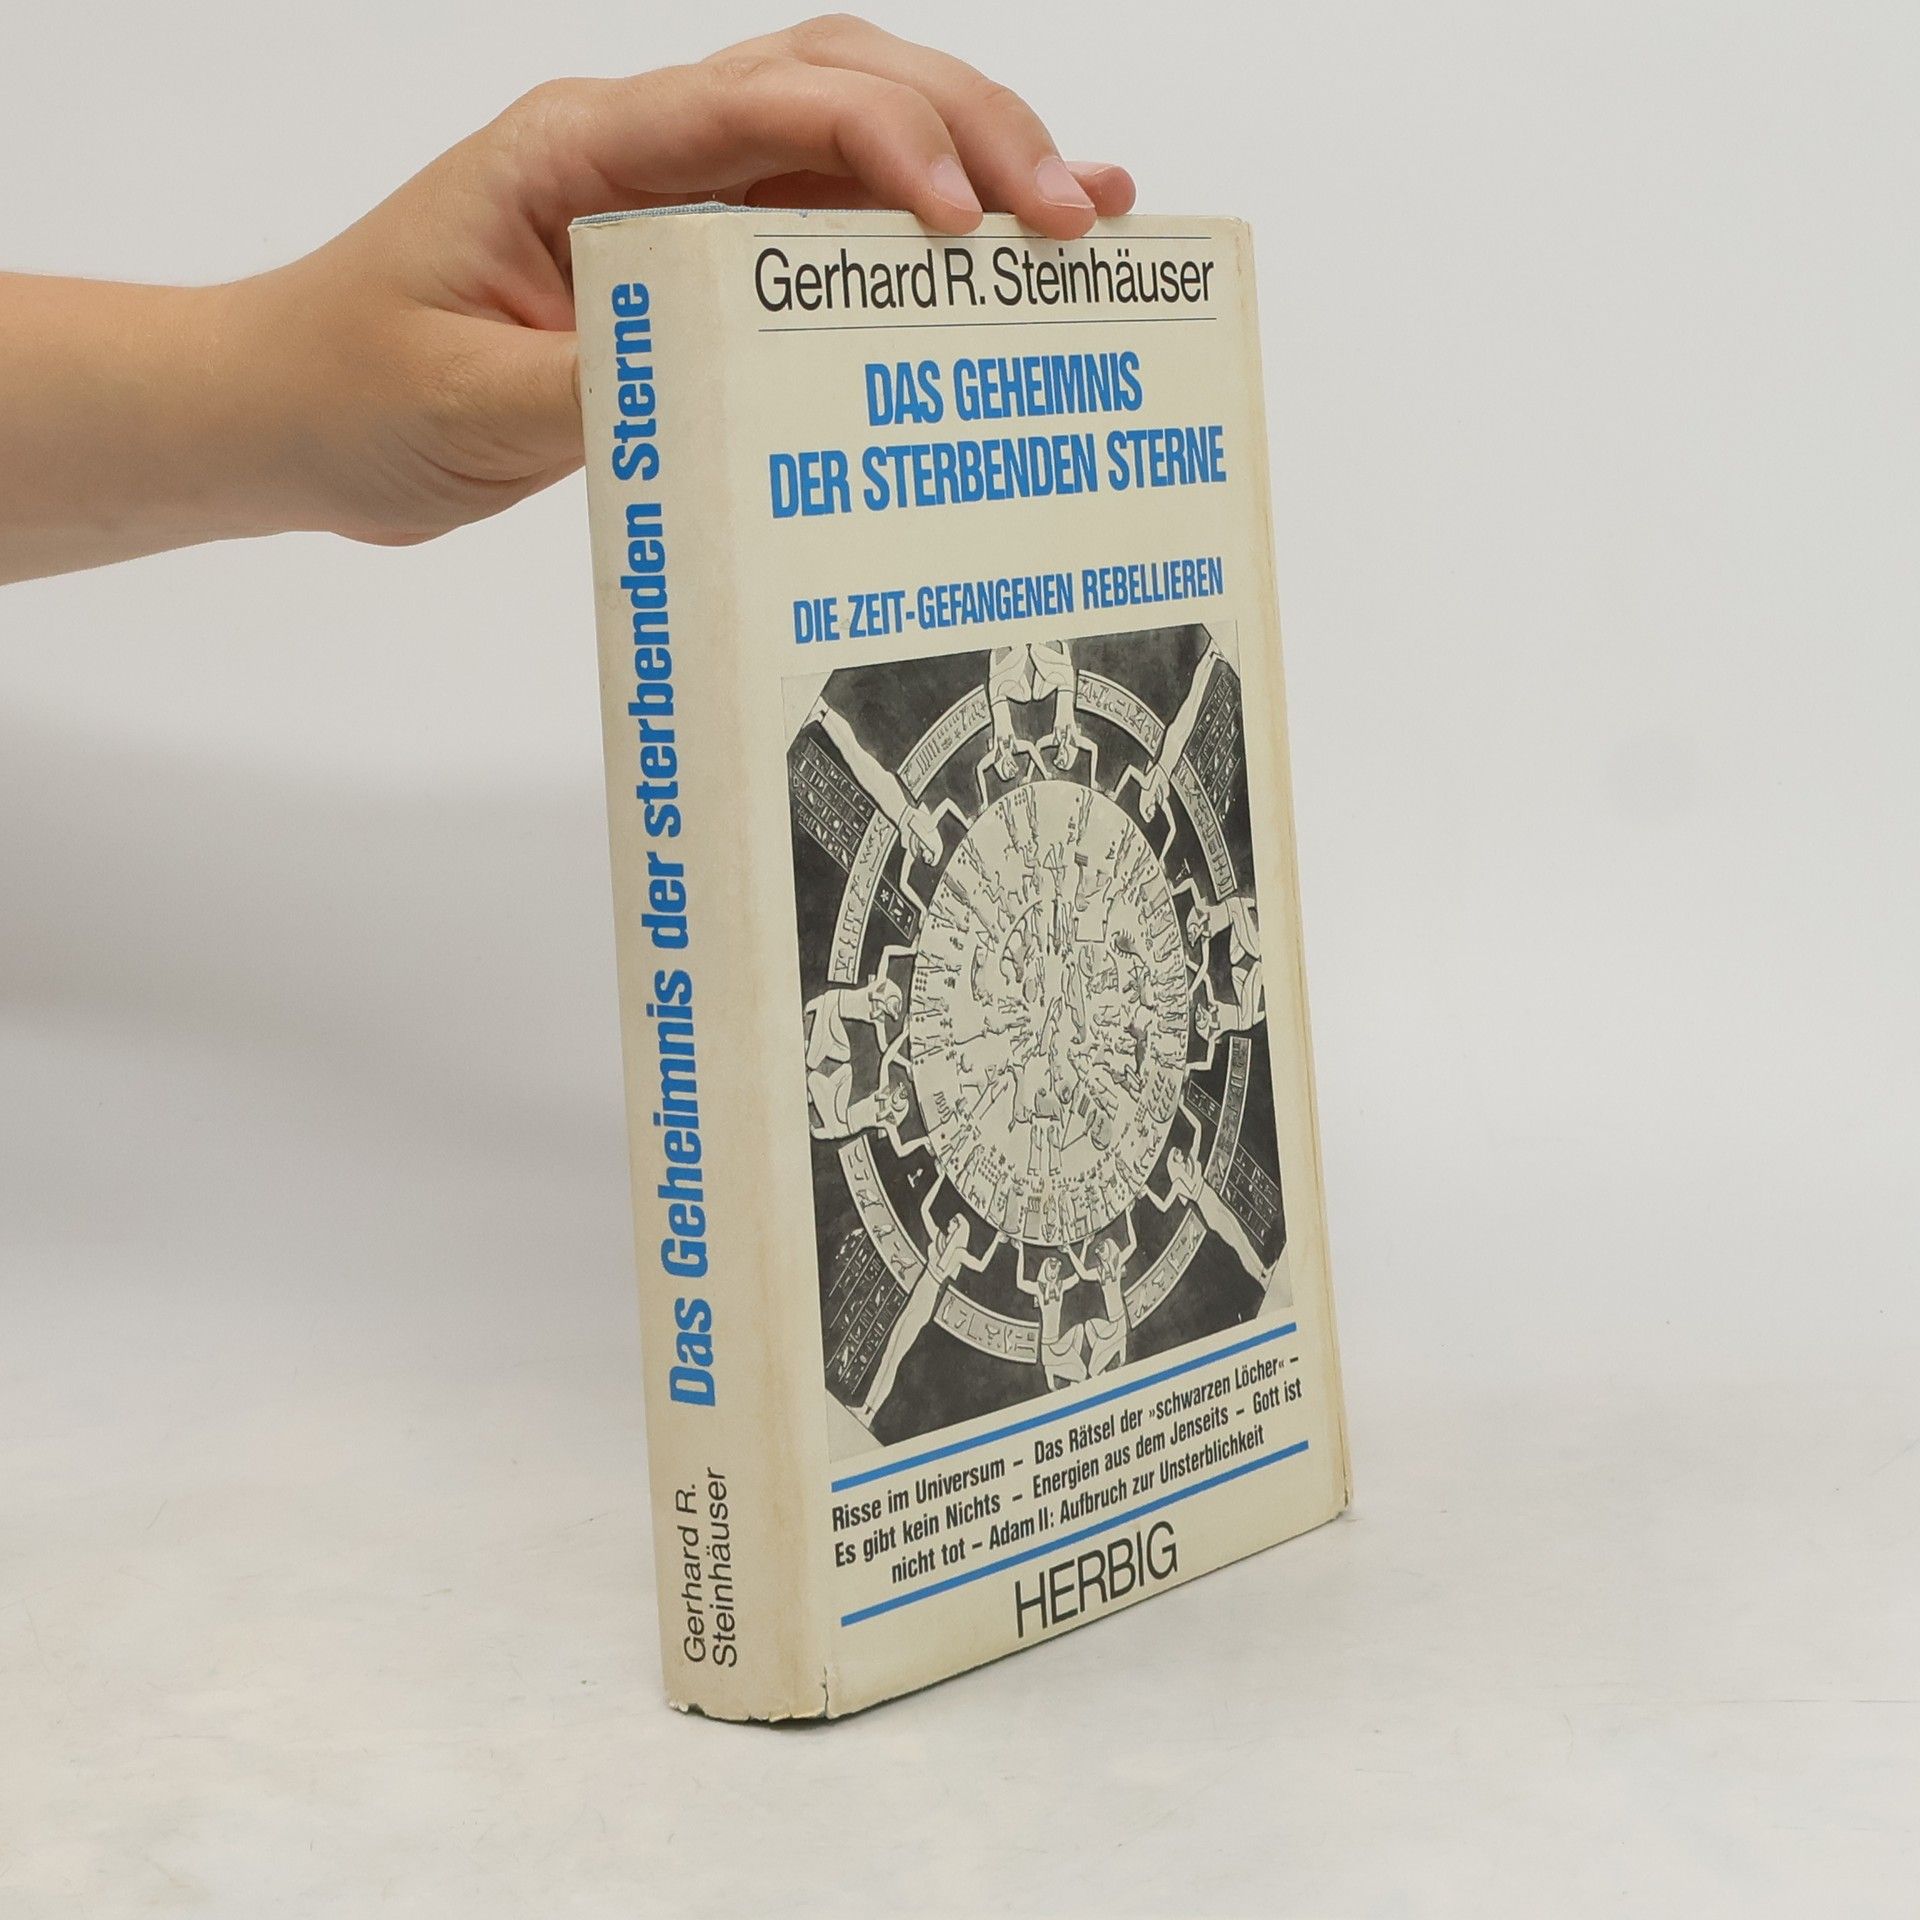 Das Geheimnis der sterbenden Sterne
Gerhard R.
Steinhäuser
Gerhard R. Steinhäuser
DAS GEHEIMNIS
DER STERBENDEN STERNE
DIE ZEIT-GEFANGENEN REBELLIEREN
Risse im Universum – Das Rätsel der »schwarzen Löcher« –
Es gibt kein Nichts – Energien aus dem Jenseits – Gott ist
nicht tot – Adam II: Aufbruch zur Unsterblichkeit
HERBIG